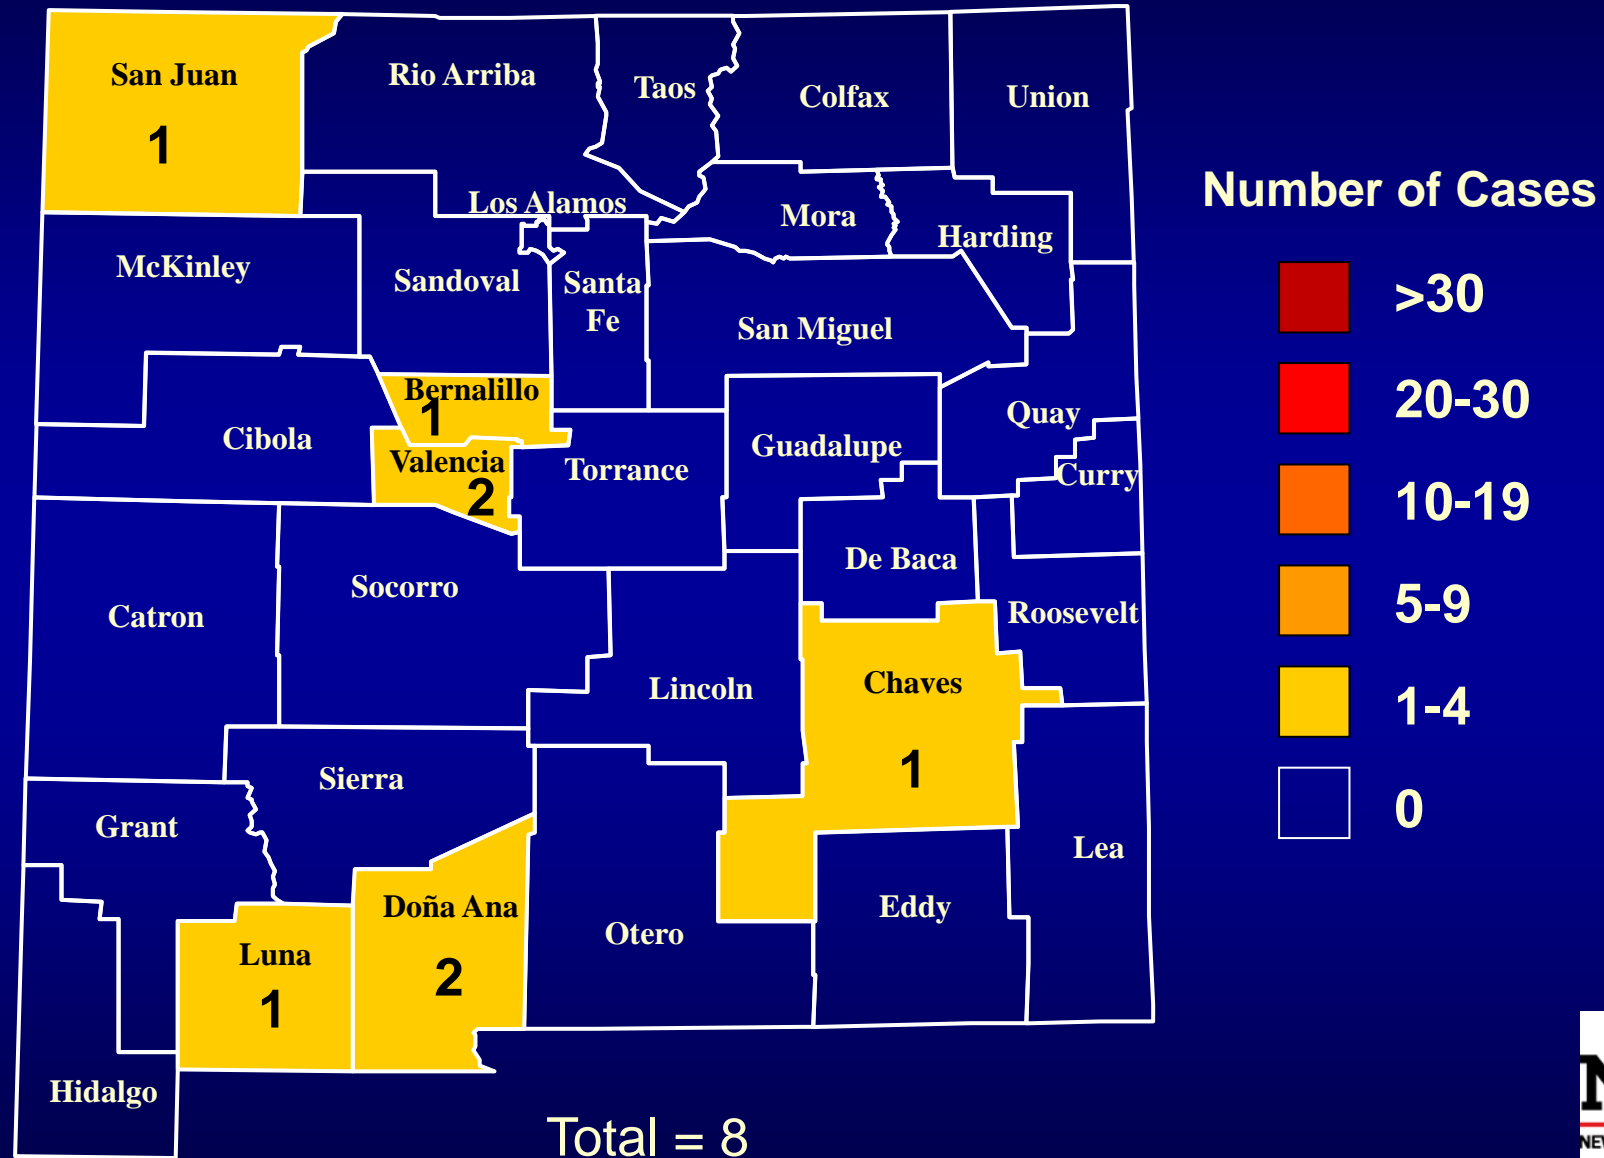 San Juan
1
Rio Arriba
Taos
Colfax
Union
Los Alamos
Mora
Harding
McKinley
Sandoval
Santa
Fe
San Miguel
Bernalillo
1
Cibola
Valencia
2
Torrance
Guadalupe
Quay
Curry
De Baca
Roosevelt
Catron
Socorro
Lincoln
Chaves
1
Sierra
Grant
Doña Ana
2
Luna
1
Otero
Eddy
Lea
Hidalgo
Total = 8
Number of Cases
>30
20-30
10-19
5-9
1-4
0